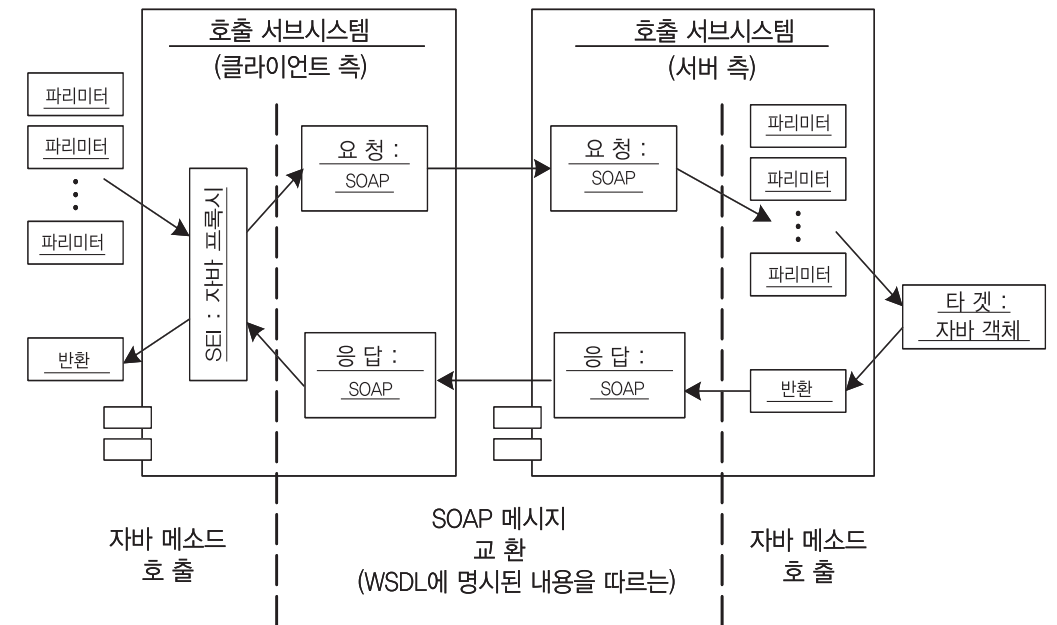 호출 서브시스템
(클라이언트 측)
호출 서브시스템
(서버 측)
파리미터
파리미터
파리미터
반환
SEI : 자바 프록시
요 청 :
SOAP
응 답 :
SOAP
요 청 :
SOAP
응 답 :
SOAP
파리미터
파리미터
파리미터
반환
타 겟 :
자바 객체
자바 메소드
호 출
SOAP 메시지
교 환
(WSDL에 명시된 내용을 따르는)
자바 메소드
호 출